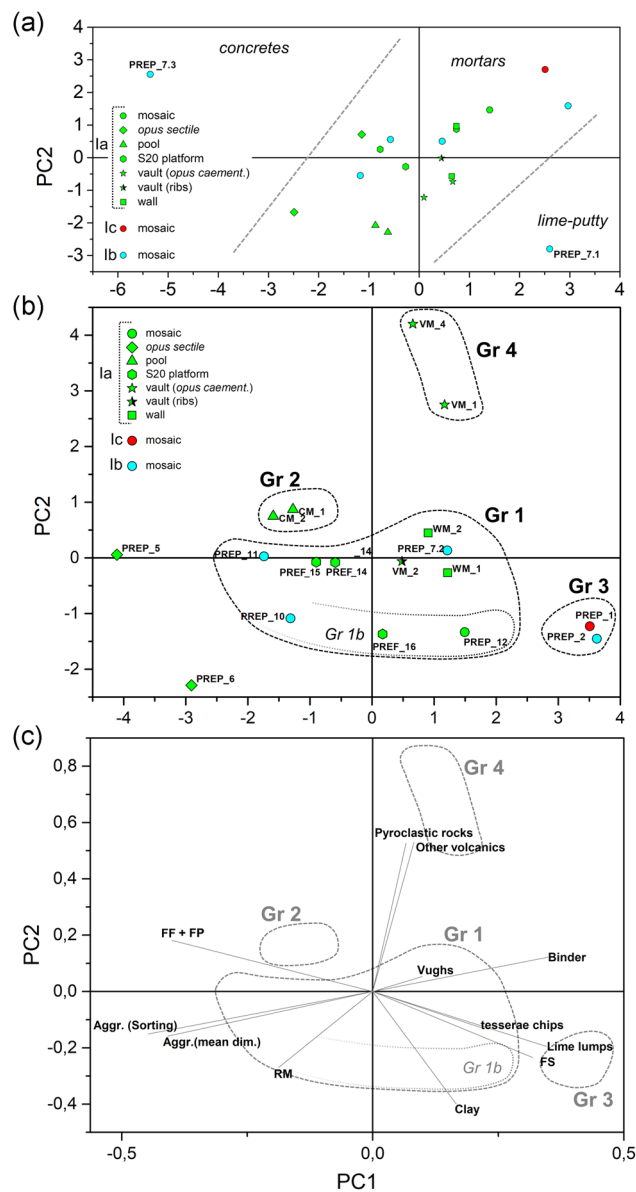 (a)
4
3
2
1
0
-1
-2
-3
PC2
concretes
mortars
lime-putty
PREP_7.3
PREP_7.1
Ia
mosaic
opus sectile
pool
S20 platform
vault (opus caement.)
vault (ribs)
wall
Ic mosaic
Ib mosaic
-6 -5 -4 -3 -2 -1 0 1 2 3 4
(b)
4
3
2
1
0
-1
-2
PC2
Ia
mosaic
opus sectile
pool
S20 platform
vault (opus caement.)
vault (ribs)
wall
Ic mosaic
Ib mosaic
VM_4
Gr 4
VM_1
Gr 2
CM_1
CM_2
Gr 1
WM_2
PREP_5
PREP_11
_14
PREP_7.2
PREF_15
PREF_14
VM_2
WM_1
Gr 3
PREP_1
PREP_2
PREP_10
Gr 1b
PREF_16
PREP_12
PREP_6
-4 -3 -2 -1 0 1 2 3 4
(c)
0,8
0,6
0,4
0,2
0,0
-0,2
-0,4
PC2
Gr 4
Pyroclastic rocks
Other volcanics
Gr 2
FF + FP
Gr 1
Vughs
Binder
Aggr. (Sorting)
Aggr.(mean dim.)
tesserae chips
Lime lumps
FS
RM
Gr 1b
Gr 3
Clay
-0,5 0,0 0,5
PC1